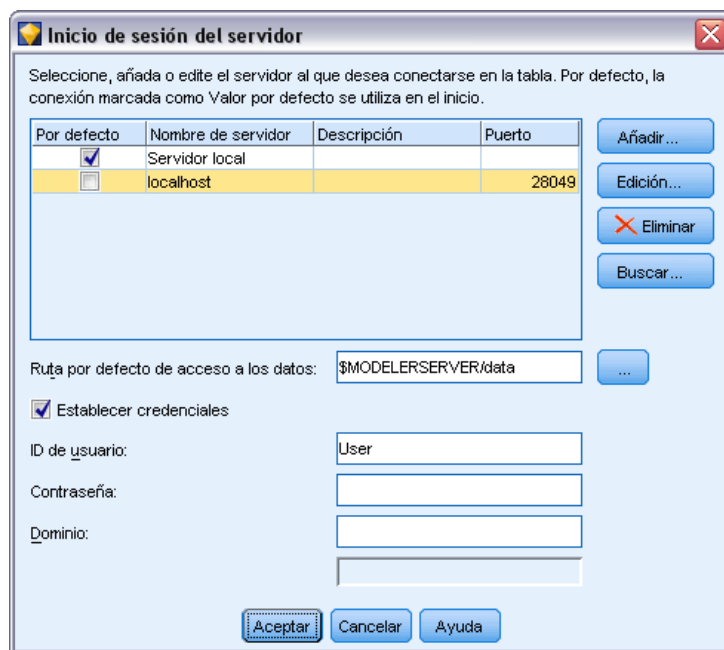 Inicio de sesión del servidor
Seleccione, añada o edite el servidor al que desea conectarse en la tabla. Por defecto, la
conexión marcada como Valor por defecto se utiliza en el inicio.
Por defecto Nombre de servidor Descripción Puerto
Servidor local
localhost 28049
Añadir...
Edición...
Eliminar
Buscar...
Ruta por defecto de acceso a los datos: $MODELERSERVER/data ...
Establecer credenciales
ID de usuario: User
Contraseña:
Dominio:
Aceptar Cancelar Ayuda